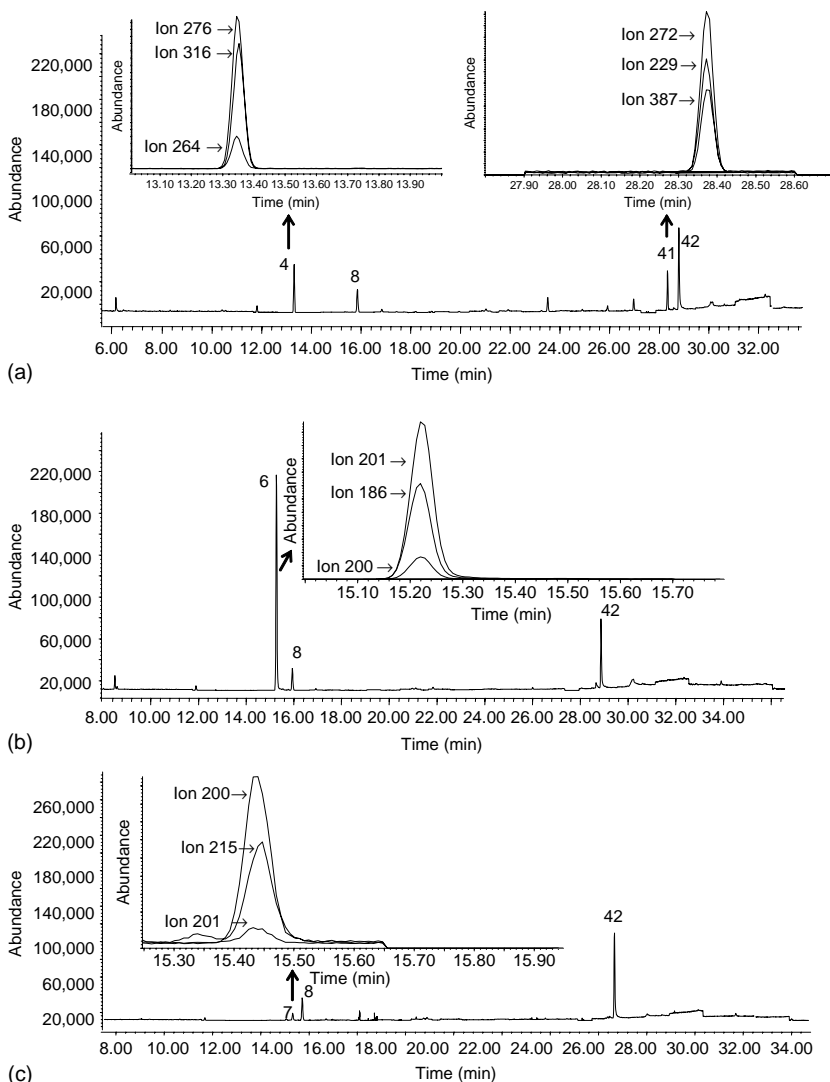 Ion 276
Ion 316
Ion 264
Abundance
13.10 13.20 13.30 13.40 13.50 13.60 13.70 13.80 13.90
Time (min)
Ion 272
Ion 229
Ion 387
Abundance
27.90 28.00 28.10 28.20 28.30 28.40 28.50 28.60
Time (min)
220,000
180,000
140,000
100,000
60,000
20,000
Abundance
4
8
41
42
6.00 8.00 10.00 12.00 14.00 16.00 18.00 20.00 22.00 24.00 26.00 28.00 30.00 32.00
Time (min)
(a)
Ion 201
Ion 186
Ion 200
Abundance
15.10 15.20 15.30 15.40 15.50 15.60 15.70
Time (min)
220,000
180,000
140,000
100,000
60,000
20,000
Abundance
6
8
42
8.00 10.00 12.00 14.00 16.00 18.00 20.00 22.00 24.00 26.00 28.00 30.00 32.00 34.00
Time (min)
(b)
Ion 200
Ion 215
Ion 201
Abundance
15.30 15.40 15.50 15.60 15.70 15.80 15.90
Time (min)
260,000
220,000
180,000
140,000
100,000
60,000
20,000
Abundance
7
8
42
8.00 10.00 12.00 14.00 16.00 18.00 20.00 22.00 24.00 26.00 28.00 30.00 32.00 34.00
Time (min)
(c)